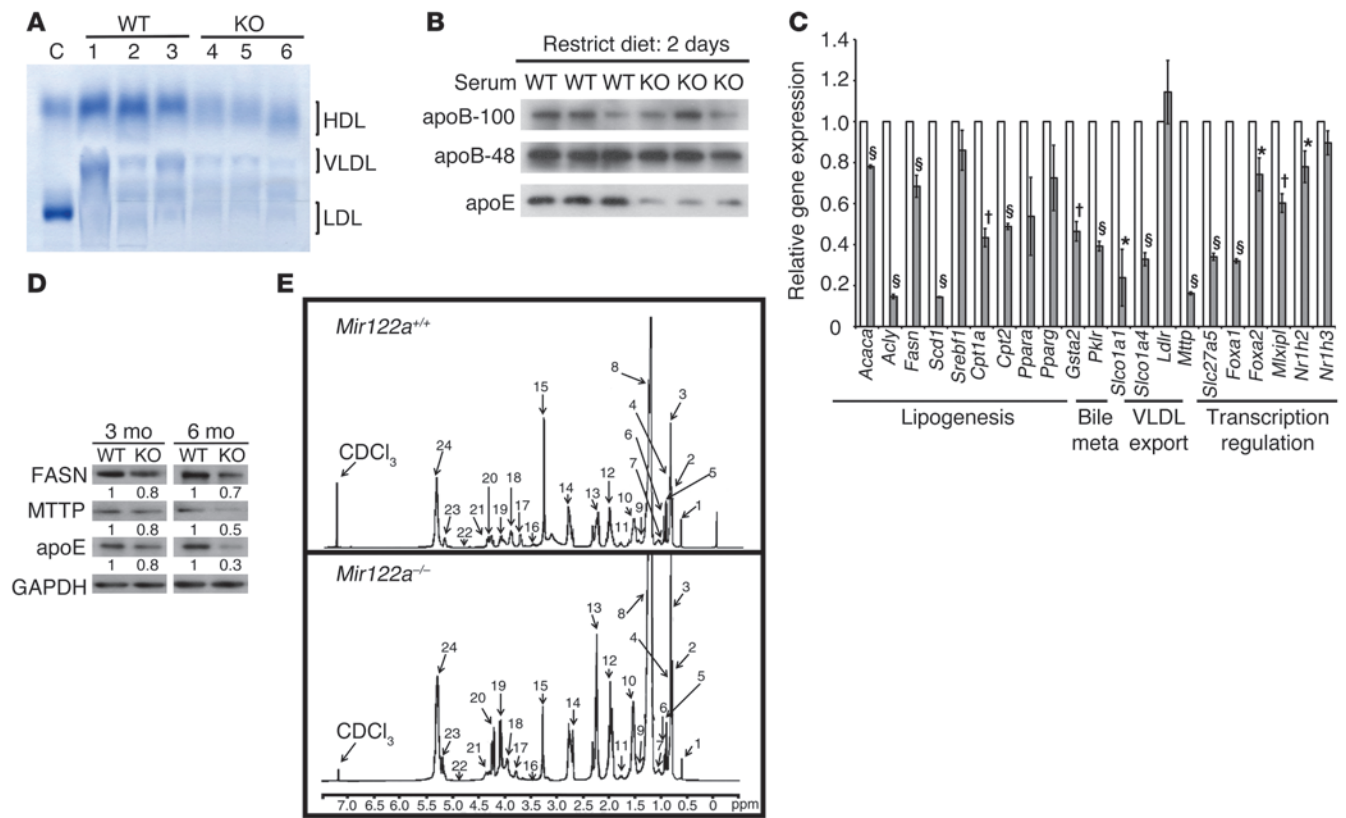 A
WT KO
C 1 2 3 4 5 6
HDL
VLDL
LDL
B
Restrict diet: 2 days
Serum WT WT WT KO KO KO
apoB-100
apoB-48
apoE
C
Relative gene expression
1.4
1.2
1.0
0.8
0.6
0.4
0.2
0
§ § § § † § † § * § § § § * † *
Acaca Acly Fasn Scd1 Srebf1 Cpt1a Cpt2 Ppara Pparg Gsta2 Pklr Slco1a1 Slco1a4 Ldlr Mttp Slc27a5 Foxa1 Foxa2 Mlxipl Nr1h2 Nr1h3
Lipogenesis Bile meta VLDL export Transcription regulation
D
3 mo 6 mo
WT KO WT KO
FASN
1 0.8 1 0.7
MTTP
1 0.8 1 0.5
apoE
1 0.8 1 0.3
GAPDH
E
Mir122a+/+
CDCl3
24 23 22 21 20 19 18 17 16 15 14 13 12 11 10 9 8 7 6 4 3 5 2 1
Mir122a−/−
CDCl3
24 23 22 21 20 19 18 17 16 15 14 13 12 11 10 9 8 7 6 4 3 5 2 1
7.0 6.5 6.0 5.5 5.0 4.5 4.0 3.5 3.0 2.5 2.0 1.5 1.0 0.5 0 ppm